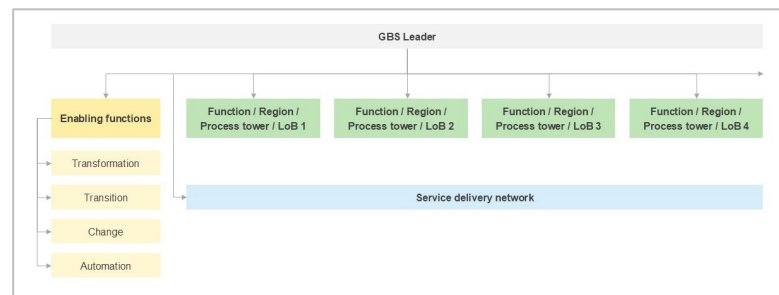 GBS Leader
Enabling functions
Function / Region /
Process tower / LoB 1
Function / Region /
Process tower / LoB 2
Function / Region /
Process tower / LoB 3
Function / Region /
Process tower / LoB 4
Transformation
Transition
Service delivery network
Change
Automation